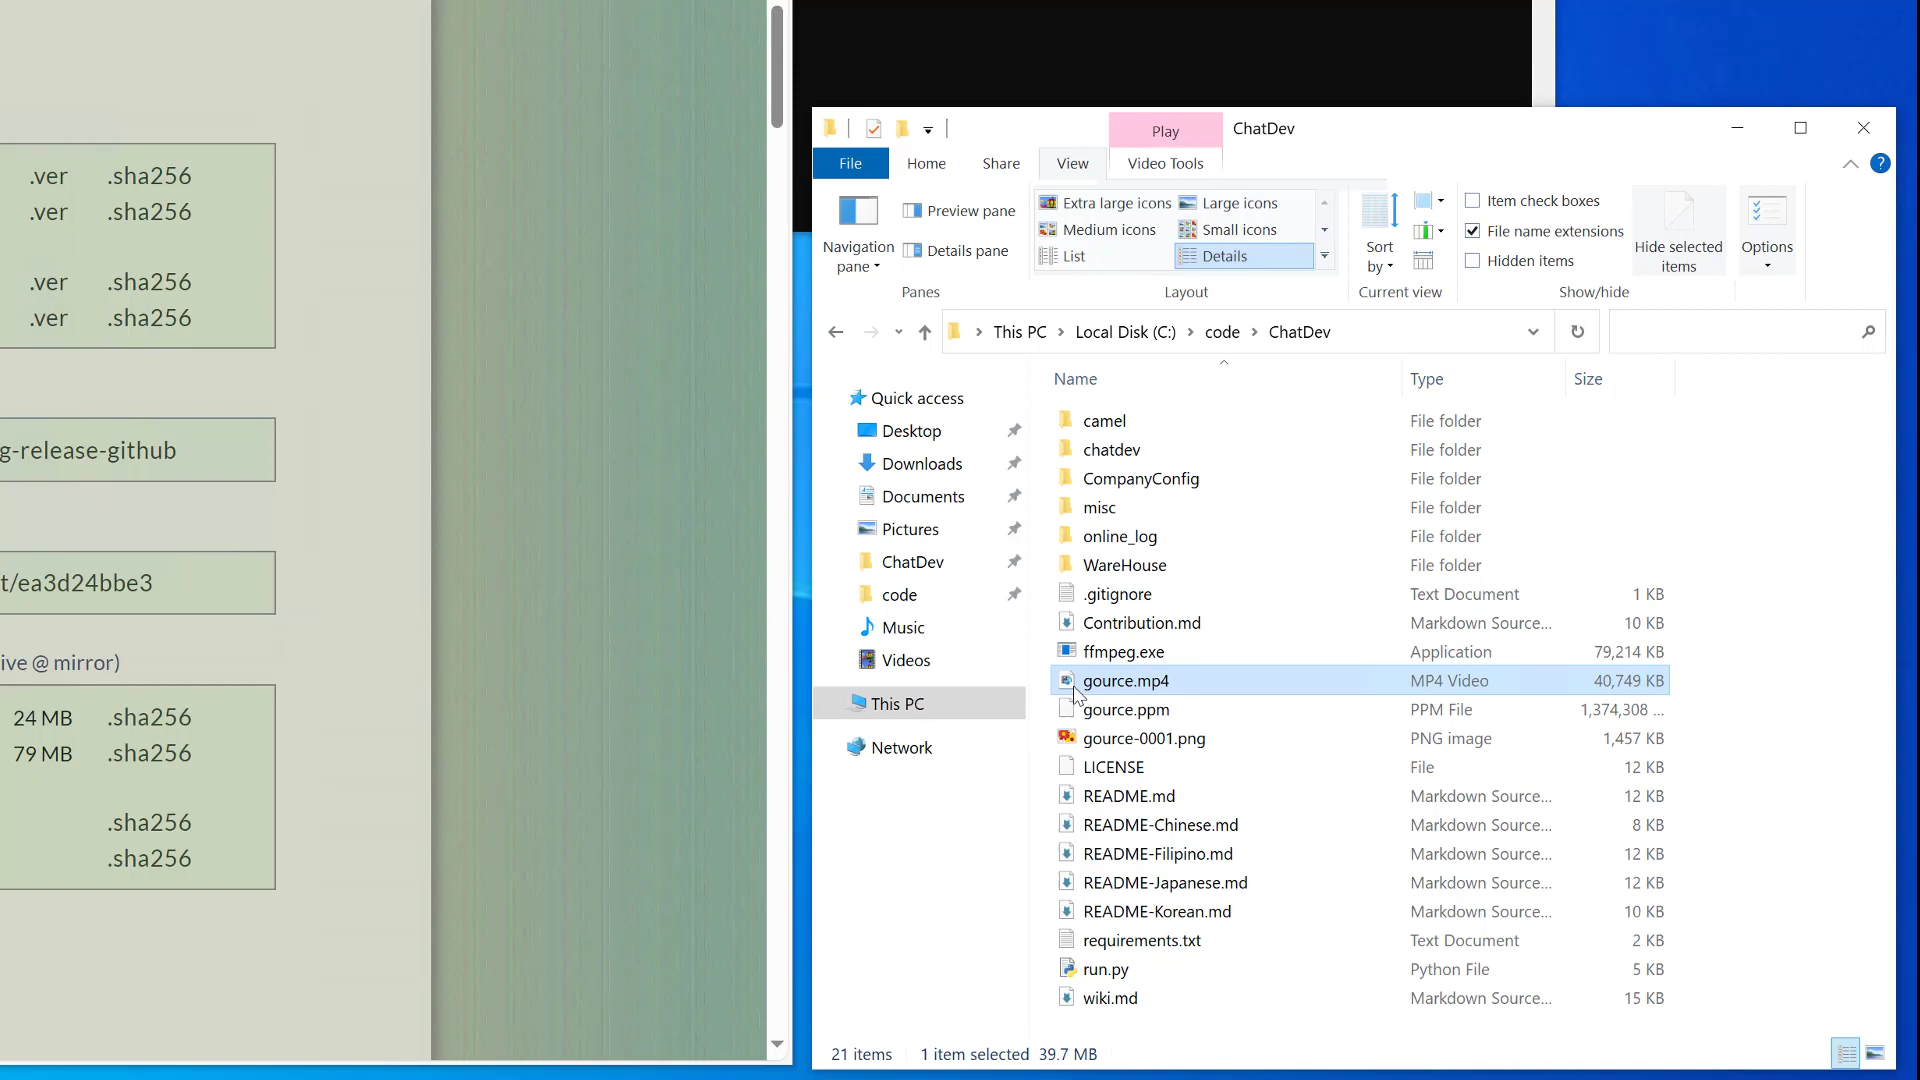 .ver .sha256
.ver .sha256
.ver .sha256
.ver .sha256
g-release-github
t/ea3d24bbe3
ive @ mirror)
24 MB .sha256
79 MB .sha256
.sha256
.sha256
Play
ChatDev
File
Home
Share
View
Video Tools
?
Navigation
pane
Preview pane
Details pane
Panes
Extra large icons
Large icons
Medium icons
Small icons
List
Details
Layout
Sort
by
Current view
Item check boxes
File name extensions
Hidden items
Hide selected
items
Show/hide
Options
This PC > Local Disk (C:) > code > ChatDev
Quick access
Desktop
Downloads
Documents
Pictures
ChatDev
code
Music
Videos
This PC
Network
Name Type Size
camel File folder
chatdev File folder
CompanyConfig File folder
misc File folder
online_log File folder
WareHouse File folder
.gitignore Text Document 1 KB
Contribution.md Markdown Source... 10 KB
ffmpeg.exe Application 79,214 KB
gource.mp4 MP4 Video 40,749 KB
gource.ppm PPM File 1,374,308 ...
gource-0001.png PNG image 1,457 KB
LICENSE File 12 KB
README.md Markdown Source... 12 KB
README-Chinese.md Markdown Source... 8 KB
README-Filipino.md Markdown Source... 12 KB
README-Japanese.md Markdown Source... 12 KB
README-Korean.md Markdown Source... 10 KB
requirements.txt Text Document 2 KB
run.py Python File 5 KB
wiki.md Markdown Source... 15 KB
21 items 1 item selected 39.7 MB